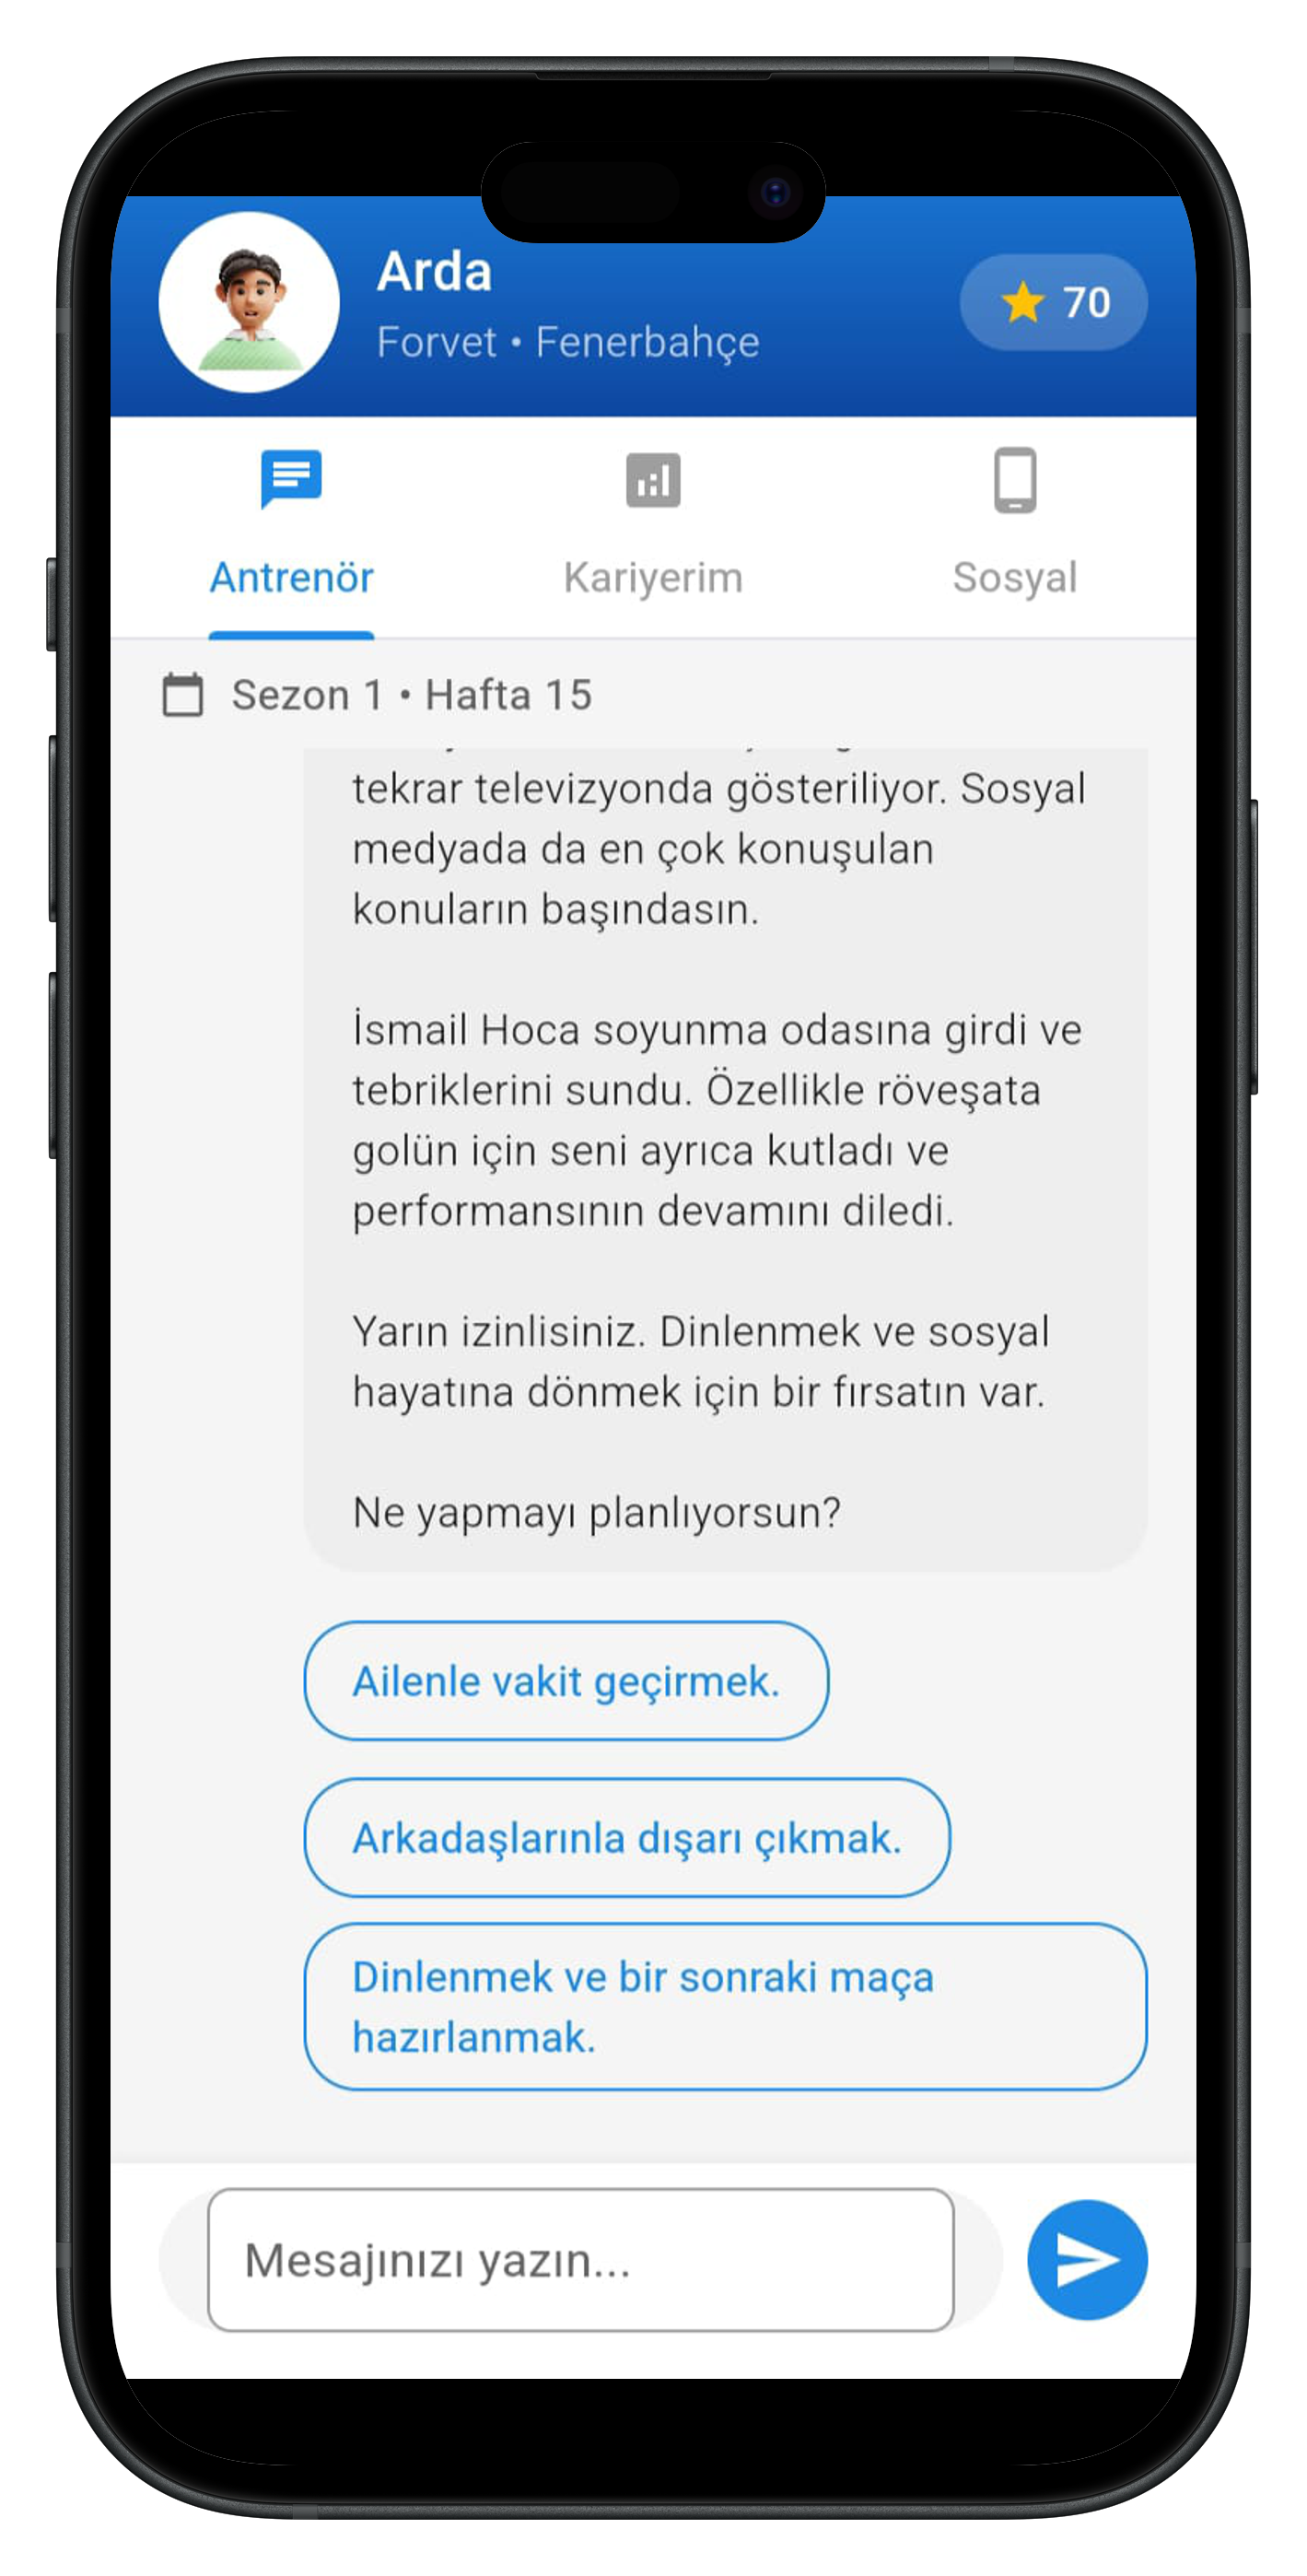 Arda
Forvet • Fenerbahçe
70
Antrenör
Kariyerim
Sosyal
Sezon 1 • Hafta 15
tekrar televizyonda gösteriliyor. Sosyal
medyada da en çok konuşulan
konuların başındasın.
İsmail Hoca soyunma odasına girdi ve
tebriklerini sundu. Özellikle röveşata
golün için seni ayrıca kutladı ve
performansının devamını diledi.
Yarın izinlisiniz. Dinlenmek ve sosyal
hayatına dönmek için bir fırsatın var.
Ne yapmayı planlıyorsun?
Ailenle vakit geçirmek.
Arkadaşlarınla dışarı çıkmak.
Dinlenmek ve bir sonraki maça
hazırlanmak.
Mesajınızı yazın...